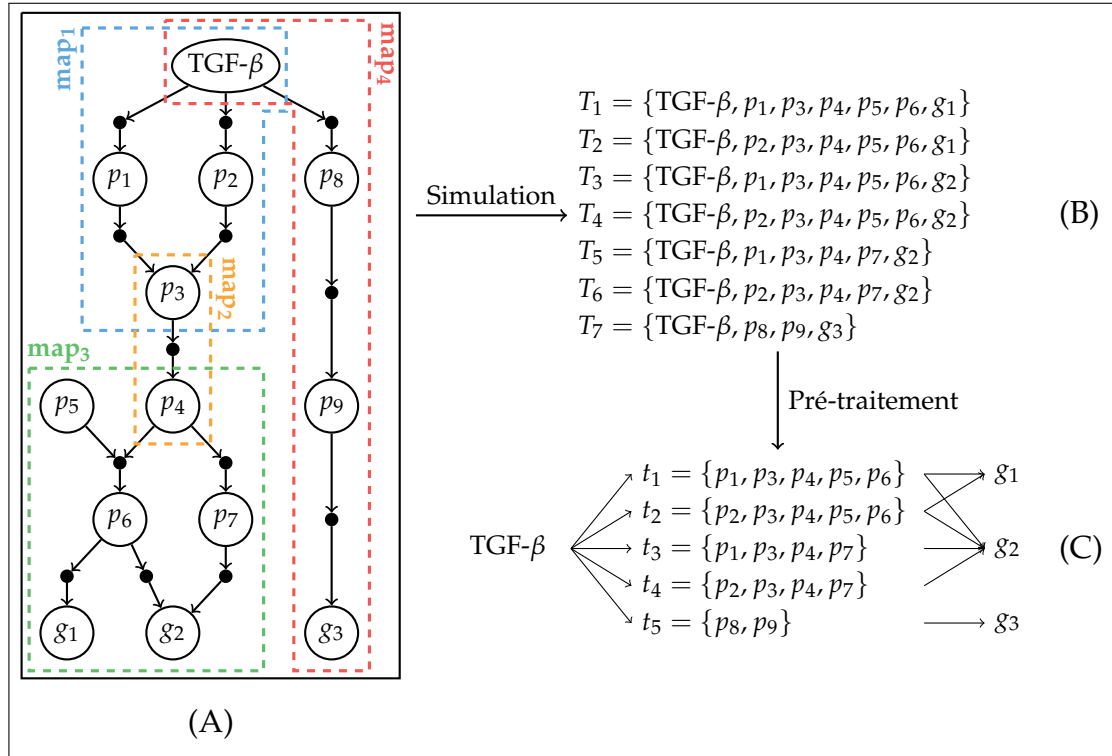 map₁
map₄
TGF-β
p₁
p₂
p₈
p₃
map₂
map₃
p₅
p₄
p₉
p₆
p₇
g₁
g₂
g₃
(A)
Simulation
T₁ = {TGF-β, p₁, p₃, p₄, p₅, p₆, g₁}
T₂ = {TGF-β, p₂, p₃, p₄, p₅, p₆, g₁}
T₃ = {TGF-β, p₁, p₃, p₄, p₅, p₆, g₂}
T₄ = {TGF-β, p₂, p₃, p₄, p₅, p₆, g₂}
T₅ = {TGF-β, p₁, p₃, p₄, p₇, g₂}
T₆ = {TGF-β, p₂, p₃, p₄, p₇, g₂}
T₇ = {TGF-β, p₈, p₉, g₃}
(B)
Pré-traitement
TGF-β
t₁ = {p₁, p₃, p₄, p₅, p₆}
t₂ = {p₂, p₃, p₄, p₅, p₆}
t₃ = {p₁, p₃, p₄, p₇}
t₄ = {p₂, p₃, p₄, p₇}
t₅ = {p₈, p₉}
g₁
g₂
g₃
(C)